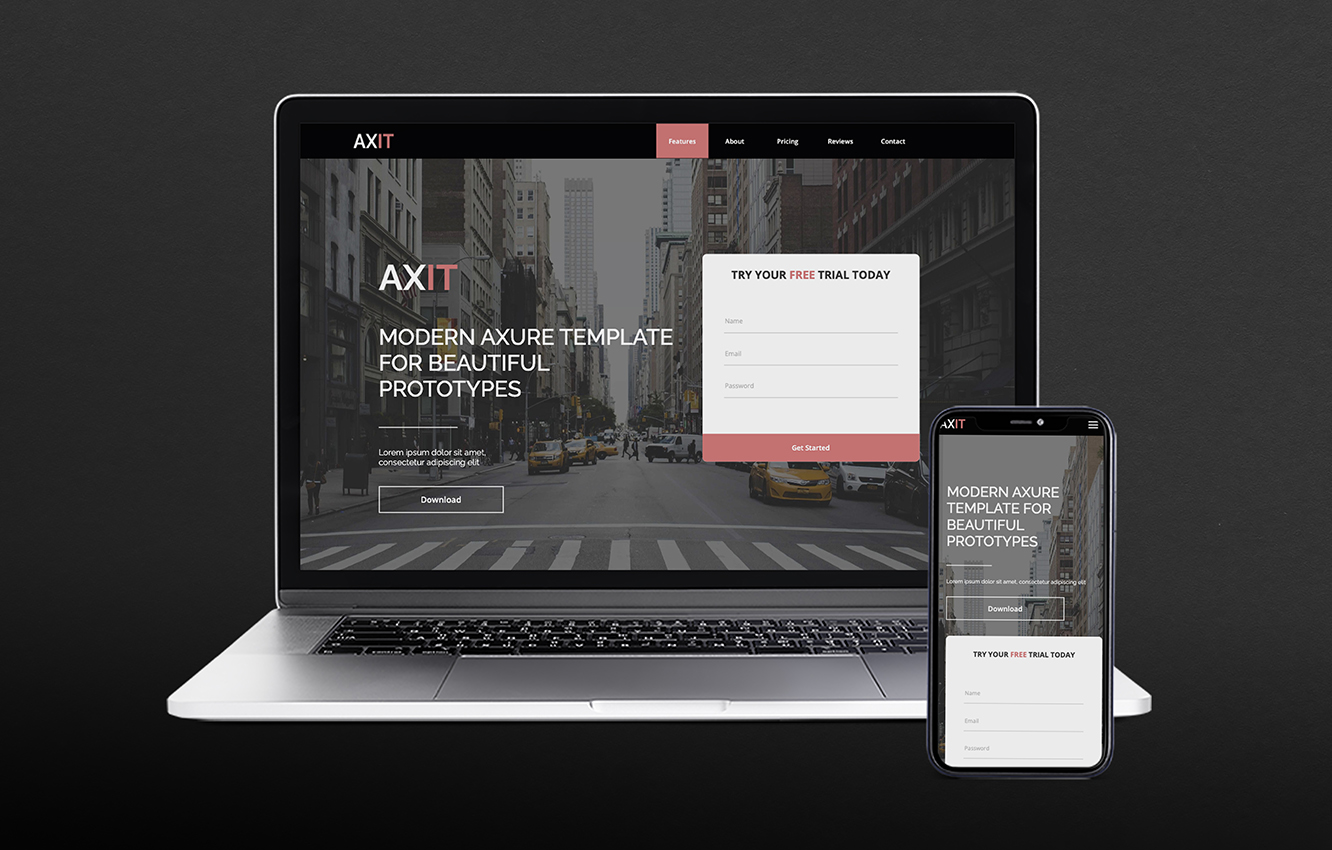 AXIT
Features About Pricing Reviews Contact
AXIT
MODERN AXURE TEMPLATE
FOR BEAUTIFUL
PROTOTYPES
Lorem ipsum dolor sit amet,
consectetur adipiscing elit
Download
TRY YOUR FREE TRIAL TODAY
Name
Email
Password
Get Started
AXIT
MODERN AXURE
TEMPLATE FOR
BEAUTIFUL
PROTOTYPES
Lorem ipsum dolor sit amet, consectetur adipiscing elit
Download
TRY YOUR FREE TRIAL TODAY
Name
Email
Password